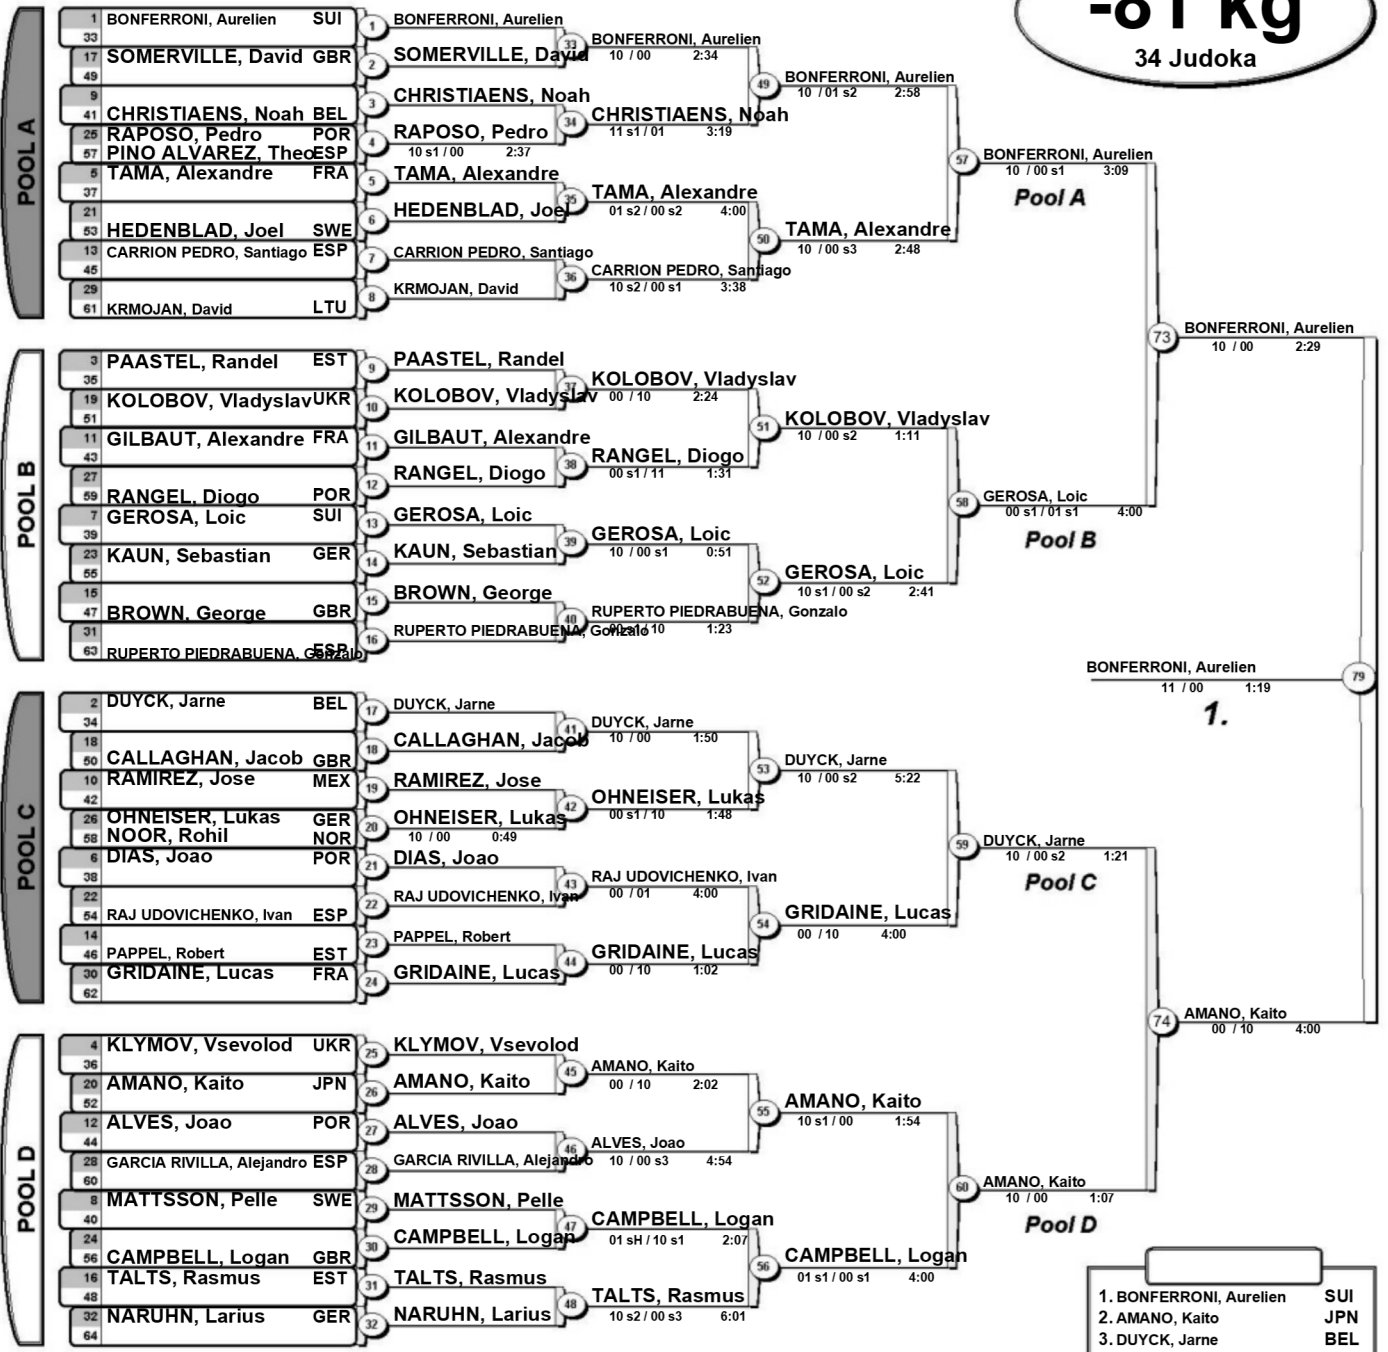 -81 kg
34 Judoka
POOL A
1 BONFERRONI, Aurelien SUI
33
17 SOMERVILLE, David GBR
49
9
41 CHRISTIAENS, Noah BEL
25 RAPOSO, Pedro POR
57 PINO ALVAREZ, Theo ESP
5 TAMA, Alexandre FRA
37
21
53 HEDENBLAD, Joel SWE
13 CARRION PEDRO, Santiago ESP
45
29
61 KRMOJAN, David LTU
1 BONFERRONI, Aurelien
2 SOMERVILLE, David
3 CHRISTIAENS, Noah
4 RAPOSO, Pedro
10 s1 / 00 2:37
5 TAMA, Alexandre
6 HEDENBLAD, Joel
7 CARRION PEDRO, Santiago
8 KRMOJAN, David
33 BONFERRONI, Aurelien
10 / 00 2:34
34 CHRISTIAENS, Noah
11 s1 / 01 3:19
35 TAMA, Alexandre
01 s2 / 00 s2 4:00
36 CARRION PEDRO, Santiago
10 s2 / 00 s1 3:38
49 BONFERRONI, Aurelien
10 / 01 s2 2:58
50 TAMA, Alexandre
10 / 00 s3 2:48
57 BONFERRONI, Aurelien
10 / 00 s1 3:09
Pool A
POOL B
3 PAASTEL, Randel EST
35
19 KOLOBOV, Vladyslav UKR
51
11 GILBAUT, Alexandre FRA
43
27
59 RANGEL, Diogo POR
7 GEROSA, Loic SUI
39
23 KAUN, Sebastian GER
55
15
47 BROWN, George GBR
31
63 RUPERTO PIEDRABUENA, Gonzalo ESP
9 PAASTEL, Randel
10 KOLOBOV, Vladyslav
11 GILBAUT, Alexandre
12 RANGEL, Diogo
13 GEROSA, Loic
14 KAUN, Sebastian
15 BROWN, George
16 RUPERTO PIEDRABUENA, Gonzalo
37 KOLOBOV, Vladyslav
00 / 10 2:24
38 RANGEL, Diogo
00 s1 / 11 1:31
39 GEROSA, Loic
10 / 00 s1 0:51
40 RUPERTO PIEDRABUENA, Gonzalo
00 s1 / 10 1:23
51 KOLOBOV, Vladyslav
10 / 00 s2 1:11
52 GEROSA, Loic
10 s1 / 00 s2 2:41
58 GEROSA, Loic
00 s1 / 01 s1 4:00
Pool B
73 BONFERRONI, Aurelien
10 / 00 2:29
BONFERRONI, Aurelien 79
11 / 00 1:19
1.
POOL C
2 DUYCK, Jarne BEL
34
18
50 CALLAGHAN, Jacob GBR
10 RAMIREZ, Jose MEX
42
26 OHNEISER, Lukas GER
58 NOOR, Rohil NOR
6 DIAS, Joao POR
38
22
54 RAJ UDOVICHENKO, Ivan ESP
14
46 PAPPEL, Robert EST
30 GRIDAINE, Lucas FRA
62
17 DUYCK, Jarne
18 CALLAGHAN, Jacob
19 RAMIREZ, Jose
20 OHNEISER, Lukas
10 / 00 0:49
21 DIAS, Joao
22 RAJ UDOVICHENKO, Ivan
23 PAPPEL, Robert
24 GRIDAINE, Lucas
41 DUYCK, Jarne
10 / 00 1:50
42 OHNEISER, Lukas
00 s1 / 10 1:48
43 RAJ UDOVICHENKO, Ivan
00 / 01 4:00
44 GRIDAINE, Lucas
00 / 10 1:02
53 DUYCK, Jarne
10 / 00 s2 5:22
54 GRIDAINE, Lucas
00 / 10 4:00
59 DUYCK, Jarne
10 / 00 s2 1:21
Pool C
POOL D
4 KLYMOV, Vsevolod UKR
36
20 AMANO, Kaito JPN
52
12 ALVES, Joao POR
44
28 GARCIA RIVILLA, Alejandro ESP
60
8 MATTSSON, Pelle SWE
40
24
56 CAMPBELL, Logan GBR
16 TALTS, Rasmus EST
48
32 NARUHN, Larius GER
64
25 KLYMOV, Vsevolod
26 AMANO, Kaito
27 ALVES, Joao
28 GARCIA RIVILLA, Alejandro
29 MATTSSON, Pelle
30 CAMPBELL, Logan
31 TALTS, Rasmus
32 NARUHN, Larius
45 AMANO, Kaito
00 / 10 2:02
46 ALVES, Joao
10 / 00 s3 4:54
47 CAMPBELL, Logan
01 sH / 10 s1 2:07
48 TALTS, Rasmus
10 s2 / 00 s3 6:01
55 AMANO, Kaito
10 s1 / 00 1:54
56 CAMPBELL, Logan
01 s1 / 00 s1 4:00
60 AMANO, Kaito
10 / 00 1:07
Pool D
74 AMANO, Kaito
00 / 10 4:00
1. BONFERRONI, Aurelien SUI
2. AMANO, Kaito JPN
3. DUYCK, Jarne BEL